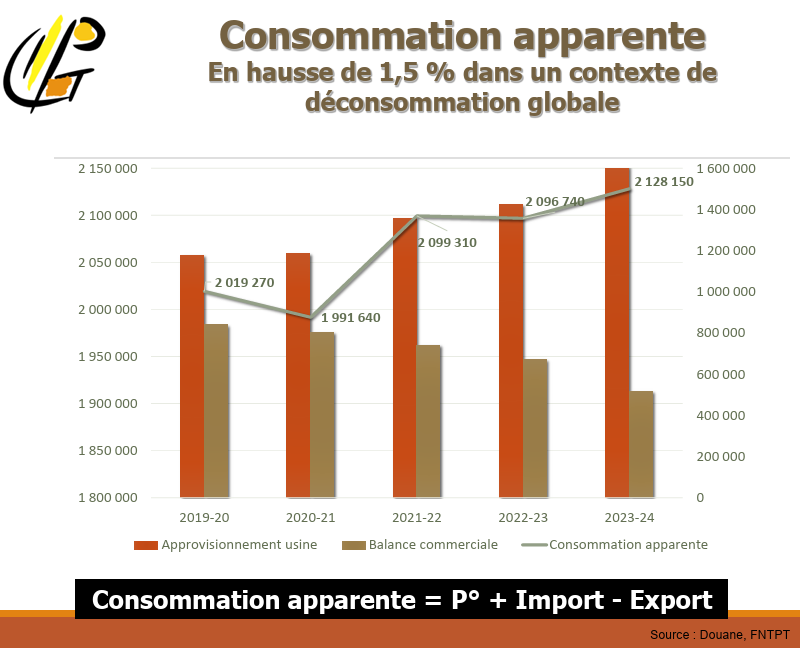 Consommation apparente
En hausse de 1,5 % dans un contexte de
déconsommation globale
2 150 000
2 100 000
2 050 000
2 000 000
1 950 000
1 900 000
1 850 000
1 800 000
2 019 270
1 991 640
2 099 310
2 096 740
2 128 150
1 600 000
1 400 000
1 200 000
1 000 000
800 000
600 000
400 000
200 000
0
2019-20 2020-21 2021-22 2022-23 2023-24
Approvisionnement usine Balance commerciale Consommation apparente
Consommation apparente = P° + Import - Export
Source : Douane, FNTPT